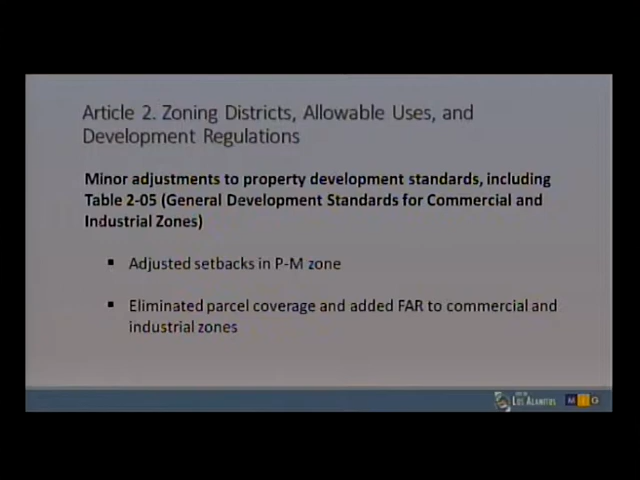 Article 2. Zoning Districts, Allowable Uses, and
Development Regulations
Minor adjustments to property development standards, including
Table 2-05 (General Development Standards for Commercial and
Industrial Zones)
▪ Adjusted setbacks in P-M zone
▪ Eliminated parcel coverage and added FAR to commercial and
industrial zones
LOS ALAMITOS
M I G